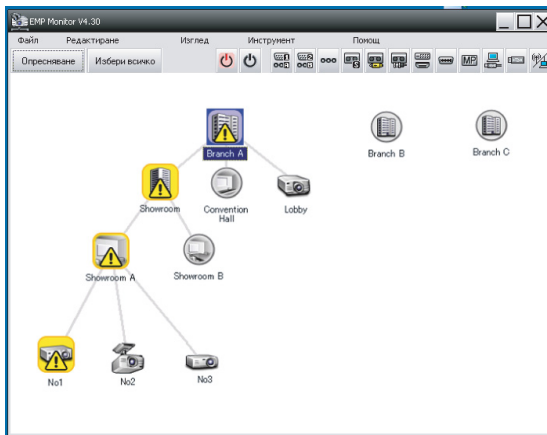 EMP Monitor V4.30
Файл Редактиране Изглед Инструмент Помощ
Опресняване Избери всичко
MP
Branch A
Branch B
Branch C
Showroom
Convention
Hall
Lobby
Showroom A
Showroom B
No1
No2
No3